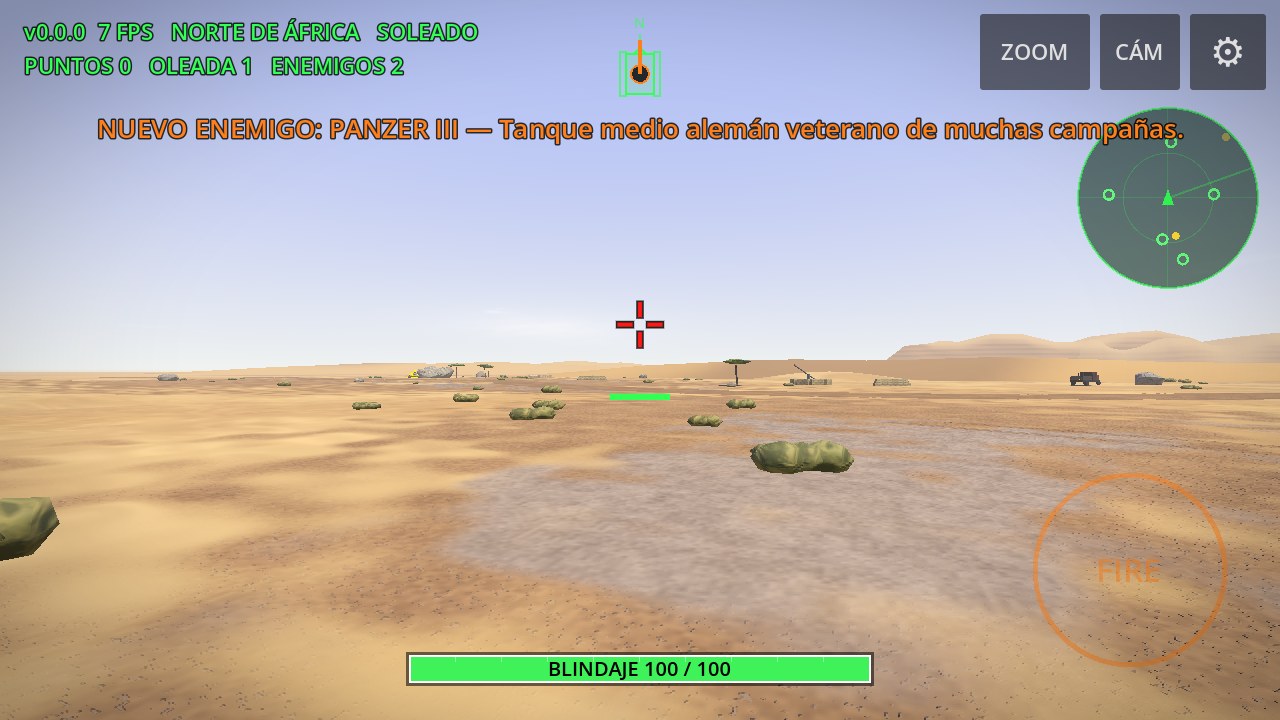 v0.0.0 7 FPS NORTE DE ÁFRICA SOLEADO
PUNTOS 0 OLEADA 1 ENEMIGOS 2
N
ZOOM
CÁM
NUEVO ENEMIGO: PANZER III — Tanque medio alemán veterano de muchas campañas.
FIRE
BLINDAJE 100 / 100